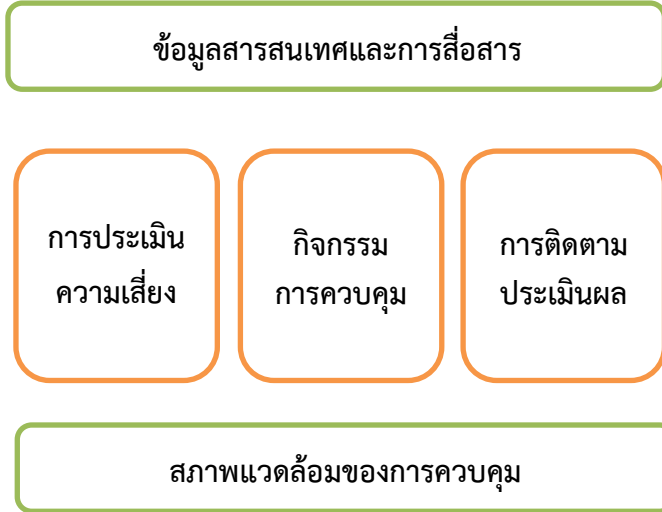 ข้อมูลสารสนเทศและการสื่อสาร
การประเมิน
ความเสี่ยง
กิจกรรม
การควบคุม
การติดตาม
ประเมินผล
สภาพแวดล้อมของการควบคุม